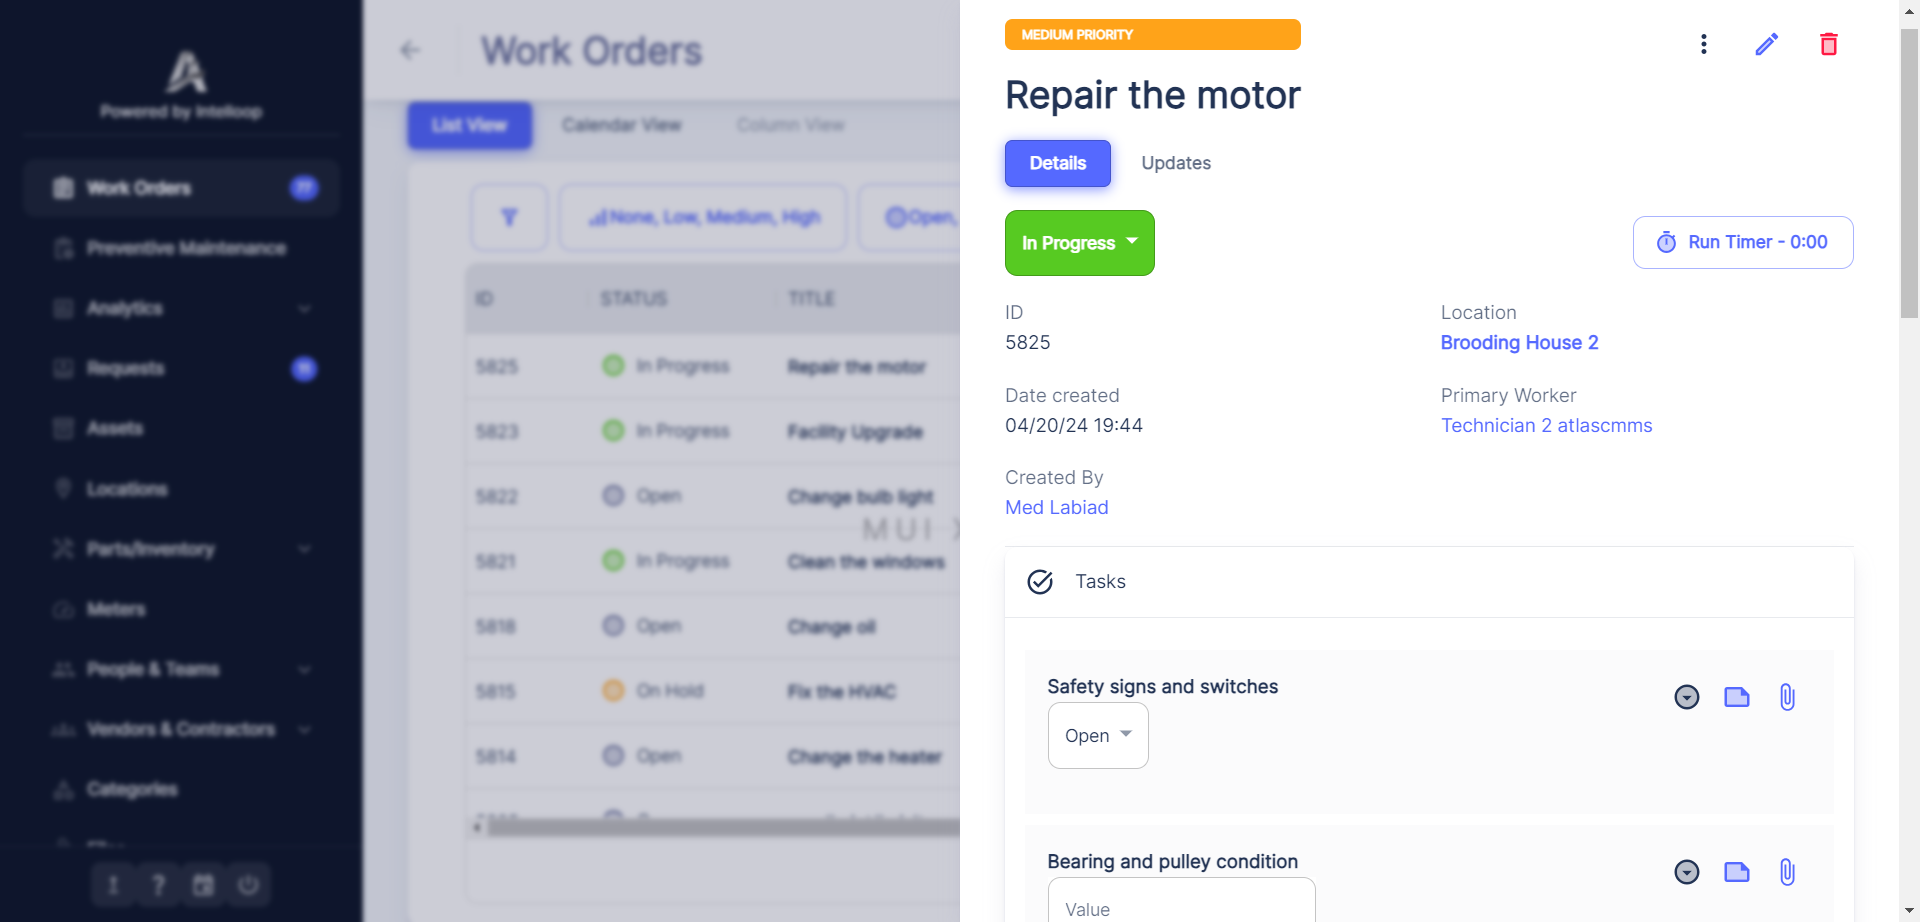 Powered by Intelloop
Work Orders
Preventive Maintenance
Analytics
Requests
Assets
Locations
Parts/Inventory
Meters
People & Teams
Vendors & Contractors
Categories
Work Orders
List View
Calendar View
Column View
None, Low, Medium, High
Open,
ID STATUS TITLE
5825 In Progress Repair the motor
5823 In Progress Facility Upgrade
5822 Open Change bulb light
MUI X
5821 In Progress Clean the windows
5818 Open Change oil
5815 On Hold Fix the HVAC
5814 Open Change the heater
MEDIUM PRIORITY
Repair the motor
Details
Updates
In Progress
Run Timer - 0:00
ID
5825
Location
Brooding House 2
Date created
04/20/24 19:44
Primary Worker
Technician 2 atlascmms
Created By
Med Labiad
Tasks
Safety signs and switches
Open
Bearing and pulley condition
Value